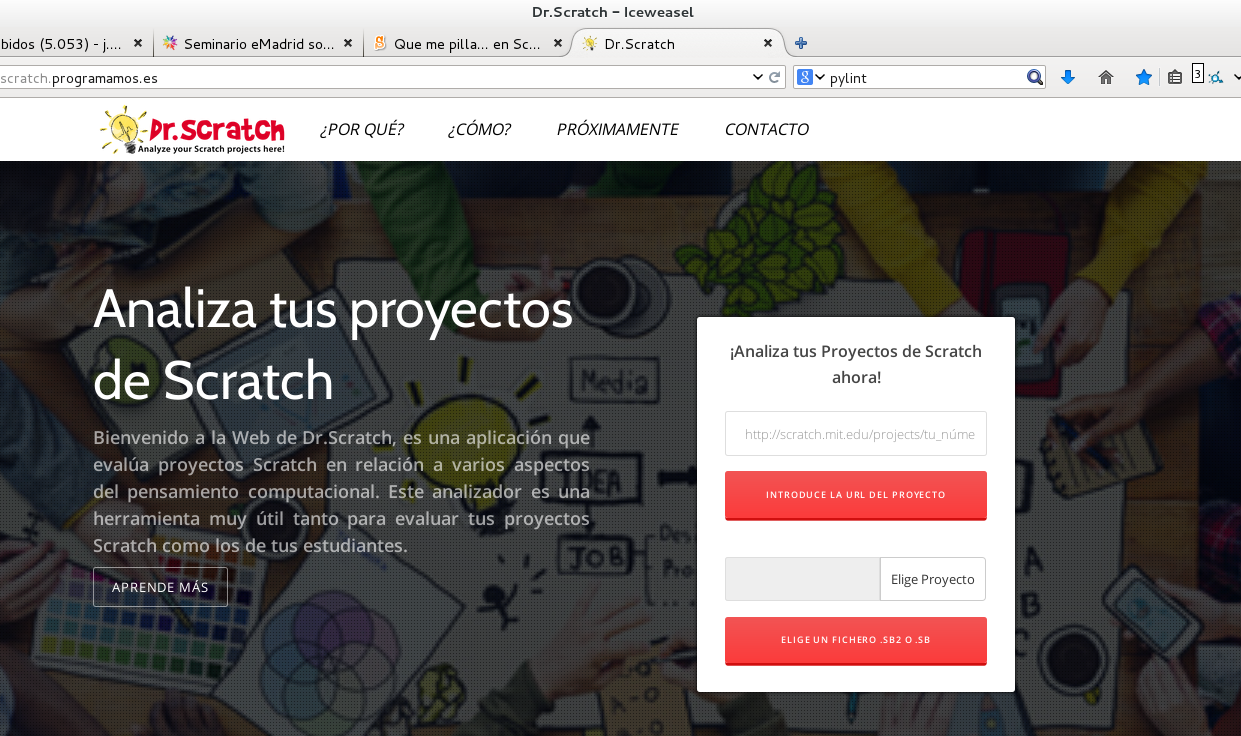 Dr.Scratch - Iceweasel
bidos (5.053) - j....
Seminario eMadrid so...
Que me pilla... en Sc...
Dr.Scratch
scratch.programamos.es
pylint
3
Dr.Scratch
Analyze your Scratch projects here!
¿POR QUÉ?
¿CÓMO?
PRÓXIMAMENTE
CONTACTO
Analiza tus proyectos
de Scratch
Bienvenido a la Web de Dr.Scratch, es una aplicación que
evalúa proyectos Scratch en relación a varios aspectos
del pensamiento computacional. Este analizador es una
herramienta muy útil tanto para evaluar tus proyectos
Scratch como los de tus estudiantes.
APRENDE MÁS
¡Analiza tus Proyectos de Scratch
ahora!
http://scratch.mit.edu/projects/tu_núme
INTRODUCE LA URL DEL PROYECTO
Elige Proyecto
ELIGE UN FICHERO .SB2 O .SB
Media
IDEA
JOB